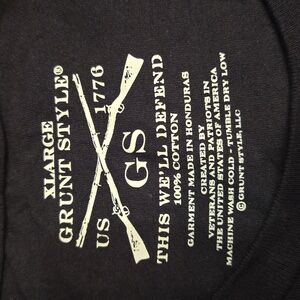 XLARGE
GRUNT STYLE®
US 1776
GS
THIS WE'LL DEFEND
100% COTTON
GARMENT MADE IN HONDURAS
CREATED BY
VETERANS AND PATRIOTS IN
THE UNITED STATES OF AMERICA
MACHINE WASH COLD - TUMBLE DRY LOW
© GRUNT STYLE, LLC